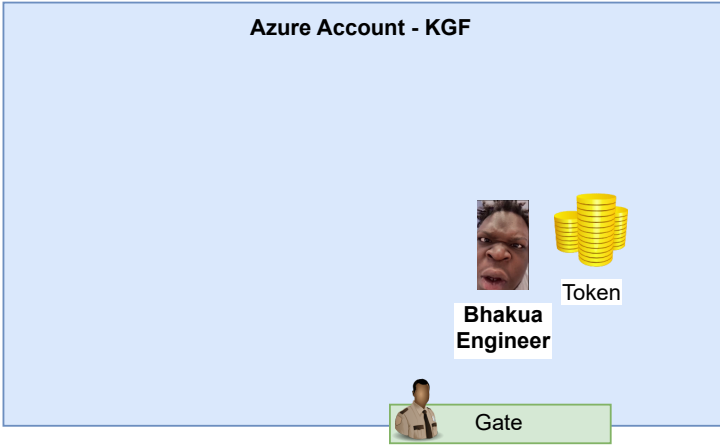 Azure Account - KGF
Token
Bhakua
Engineer
Gate